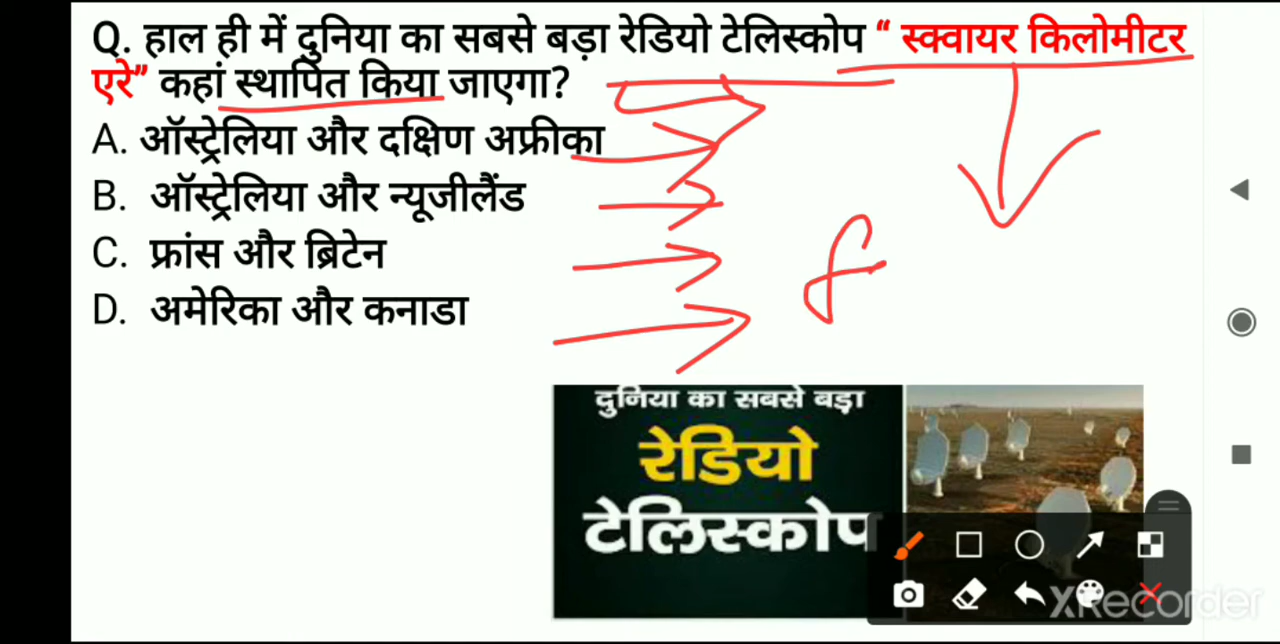 Q. हाल ही में दुनिया का सबसे बड़ा रेडियो टेलिस्कोप “ स्क्वायर किलोमीटर
एरे” कहां स्थापित किया जाएगा?
A. ऑस्ट्रेलिया और दक्षिण अफ्रीका
B. ऑस्ट्रेलिया और न्यूजीलैंड
C. फ्रांस और ब्रिटेन
D. अमेरिका और कनाडा
दुनिया का सबसे बड़ा
रेडियो
टेलिस्कोप
XRecorder